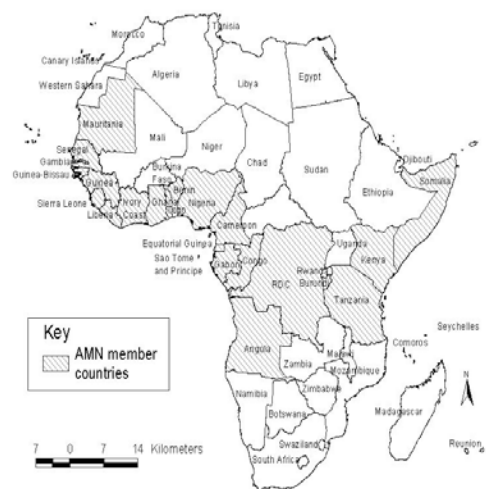 Tunisia
Morocco
Canary Islands
Algeria
Libya
Egypt
Western Sahara
Mauritania
Mali
Niger
Chad
Sudan
Djibouti
Somalia
Senegal
Gambia
Guinea-Bissau
Guinea
Burkina
Faso
Benin
Ghana
Togo
Nigeria
Ethiopia
Sierra Leone
Liberia
Ivory
Coast
Cameroon
Equatorial Guinea
Sao Tome
and Principe
Gabon
Congo
Uganda
Kenya
Rwanda
Burundi
RDC
Tanzania
Seychelles
Comoros
Angola
Zambia
Malawi
Mozambique
Zimbabwe
Namibia
Botswana
Madagascar
Swaziland
South Africa
Reunion
N
Key
AMN member
countries
7 0 7 14 Kilometers